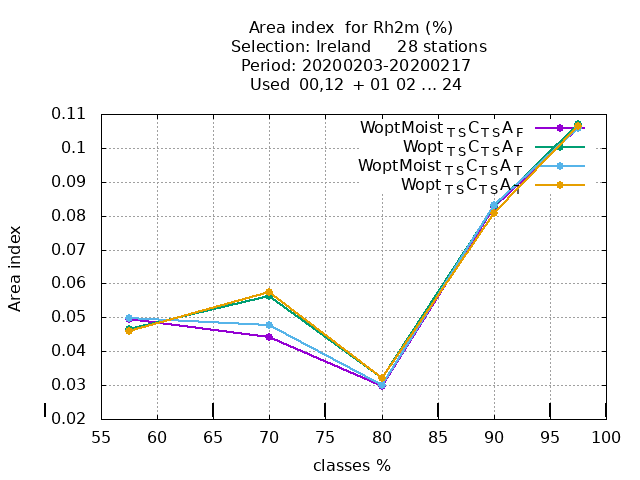 Area index for Rh2m (%)
Selection: Ireland 28 stations
Period: 20200203-20200217
Used 00,12 + 01 02 ... 24
WoptMoist TS C TS A F
Wopt TS C TS A F
WoptMoist TS C TS A T
Wopt TS C TS A T
Area index
0.11
0.1
0.09
0.08
0.07
0.06
0.05
0.04
0.03
0.02
55 60 65 70 75 80 85 90 95 100
classes %